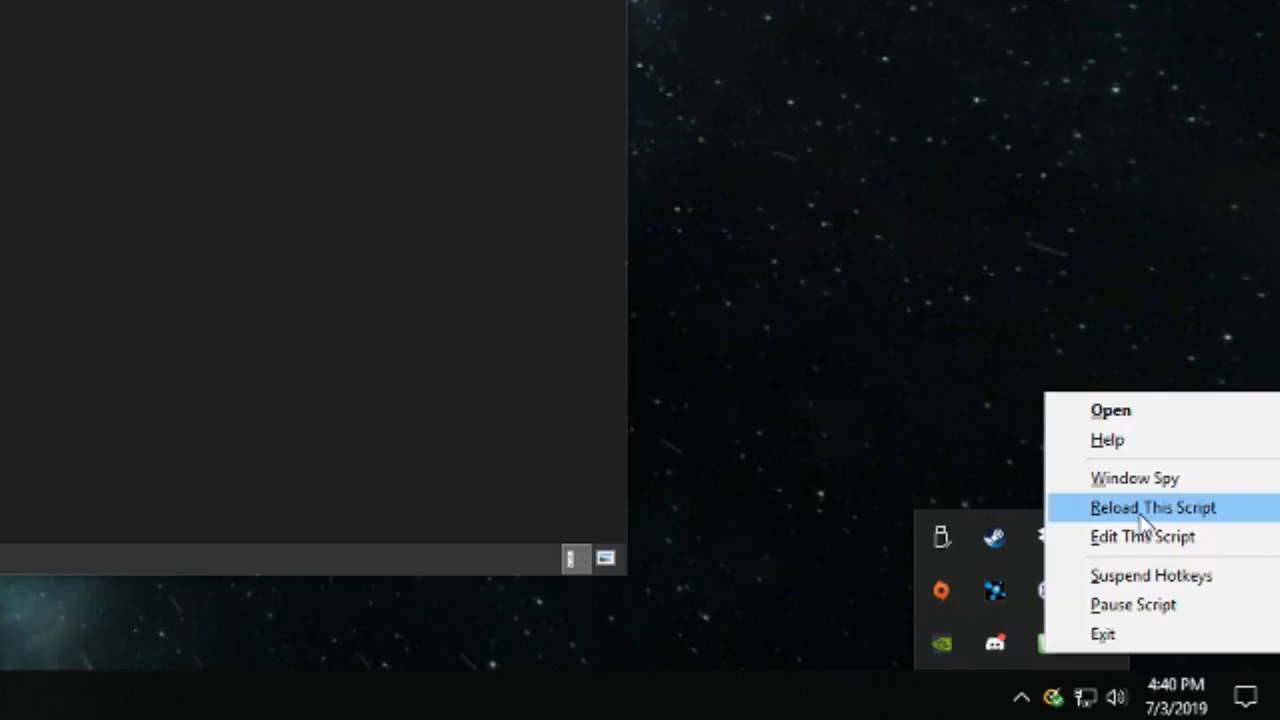 Open
Help
Window Spy
Reload This Script
Edit This Script
Suspend Hotkeys
Pause Script
Exit
4:40 PM
7/3/2019